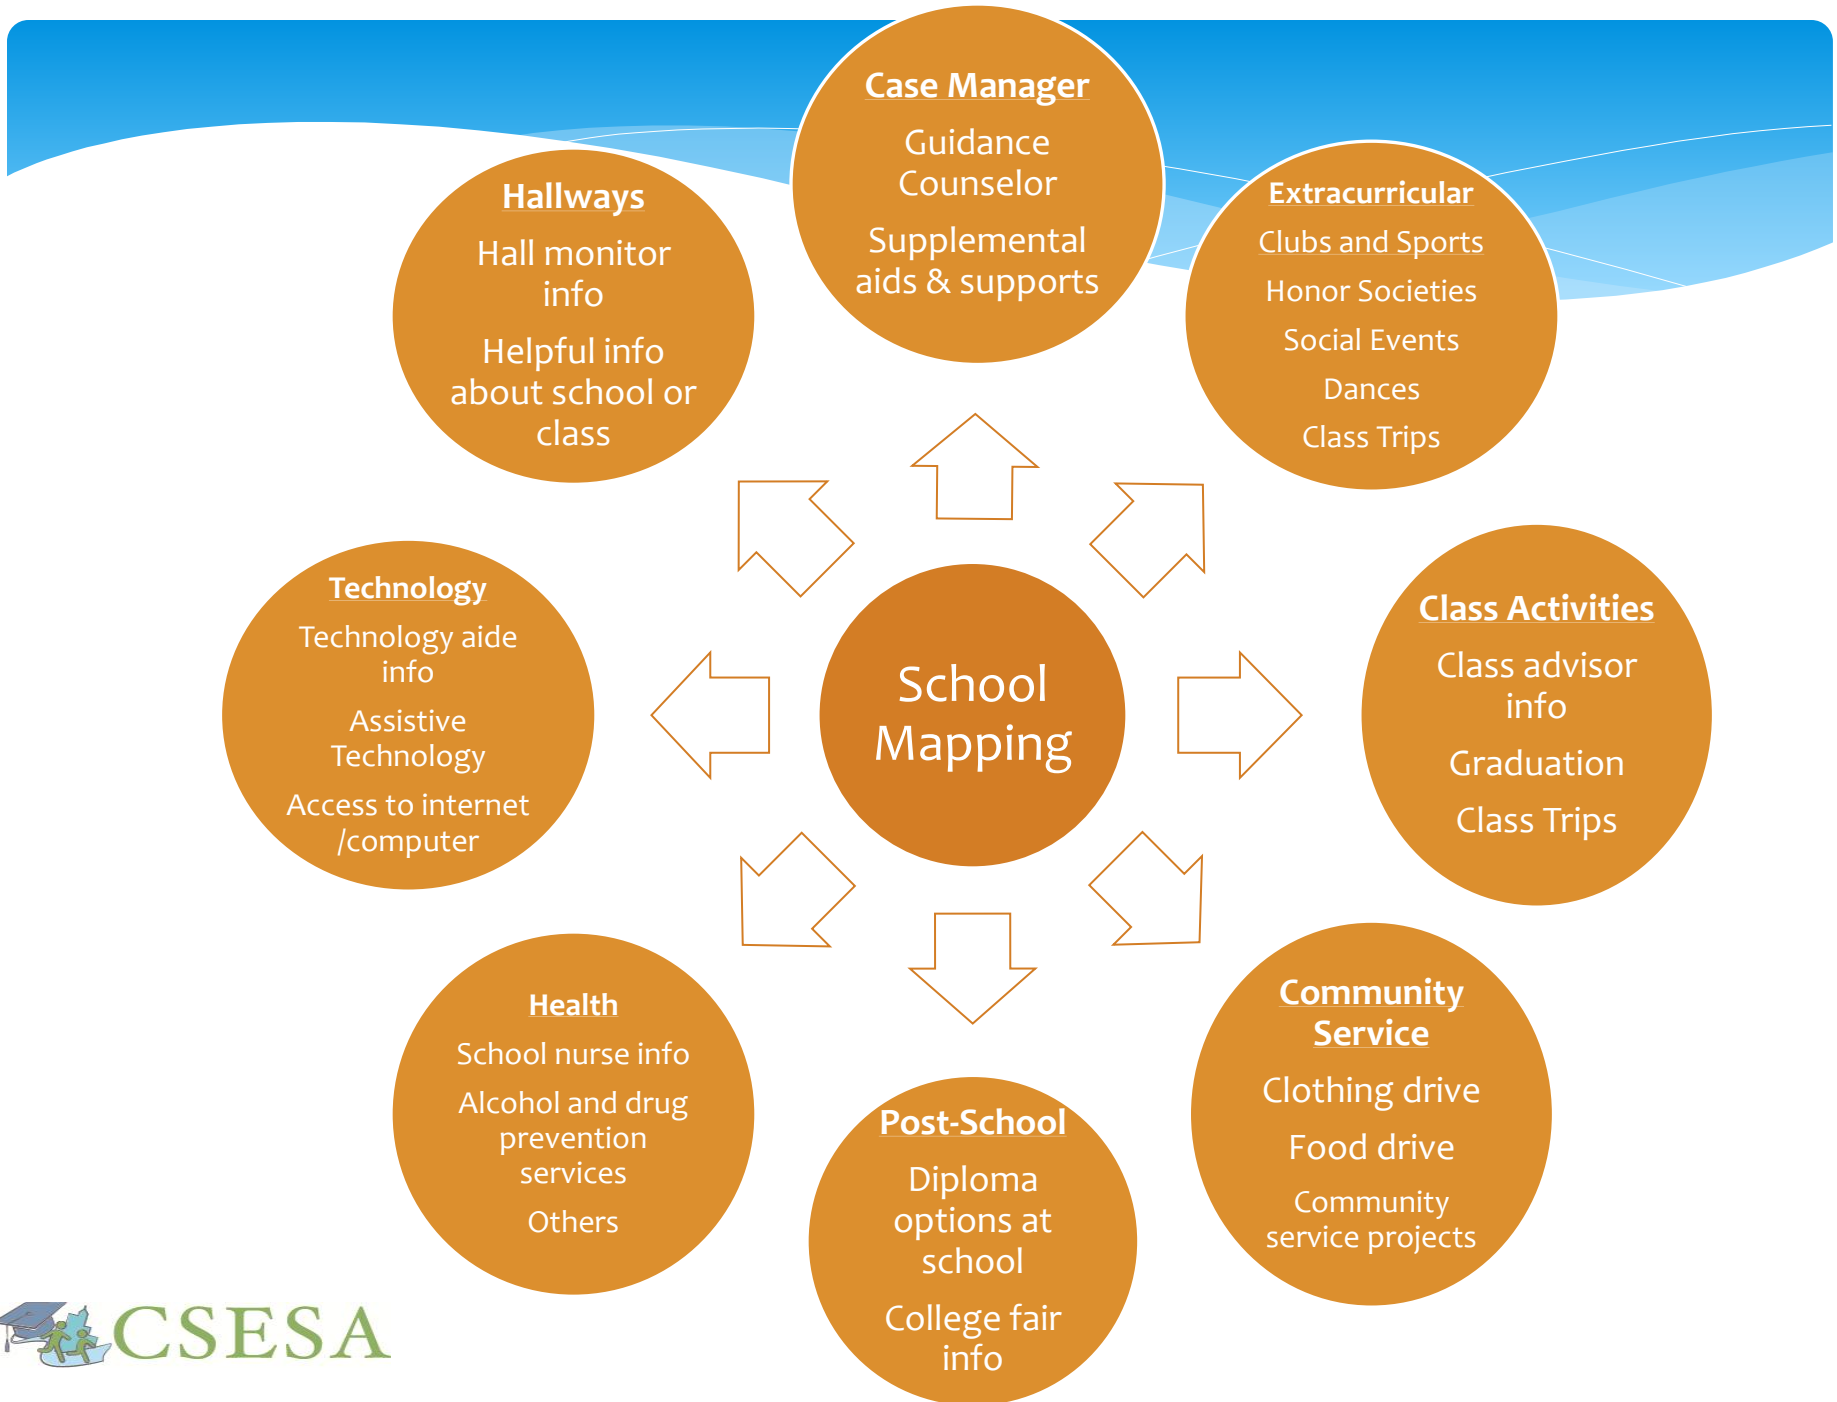 Case Manager
Guidance
Counselor
Supplemental
aids & supports
Extracurricular
Clubs and Sports
Honor Societies
Social Events
Dances
Class Trips
Class Activities
Class advisor
info
Graduation
Class Trips
Community
Service
Clothing drive
Food drive
Community
service projects
Post-School
Diploma
options at
school
College fair
info
Health
School nurse info
Alcohol and drug
prevention
services
Others
Technology
Technology aide
info
Assistive
Technology
Access to internet
/computer
Hallways
Hall monitor
info
Helpful info
about school or
class
School
Mapping
CSESA